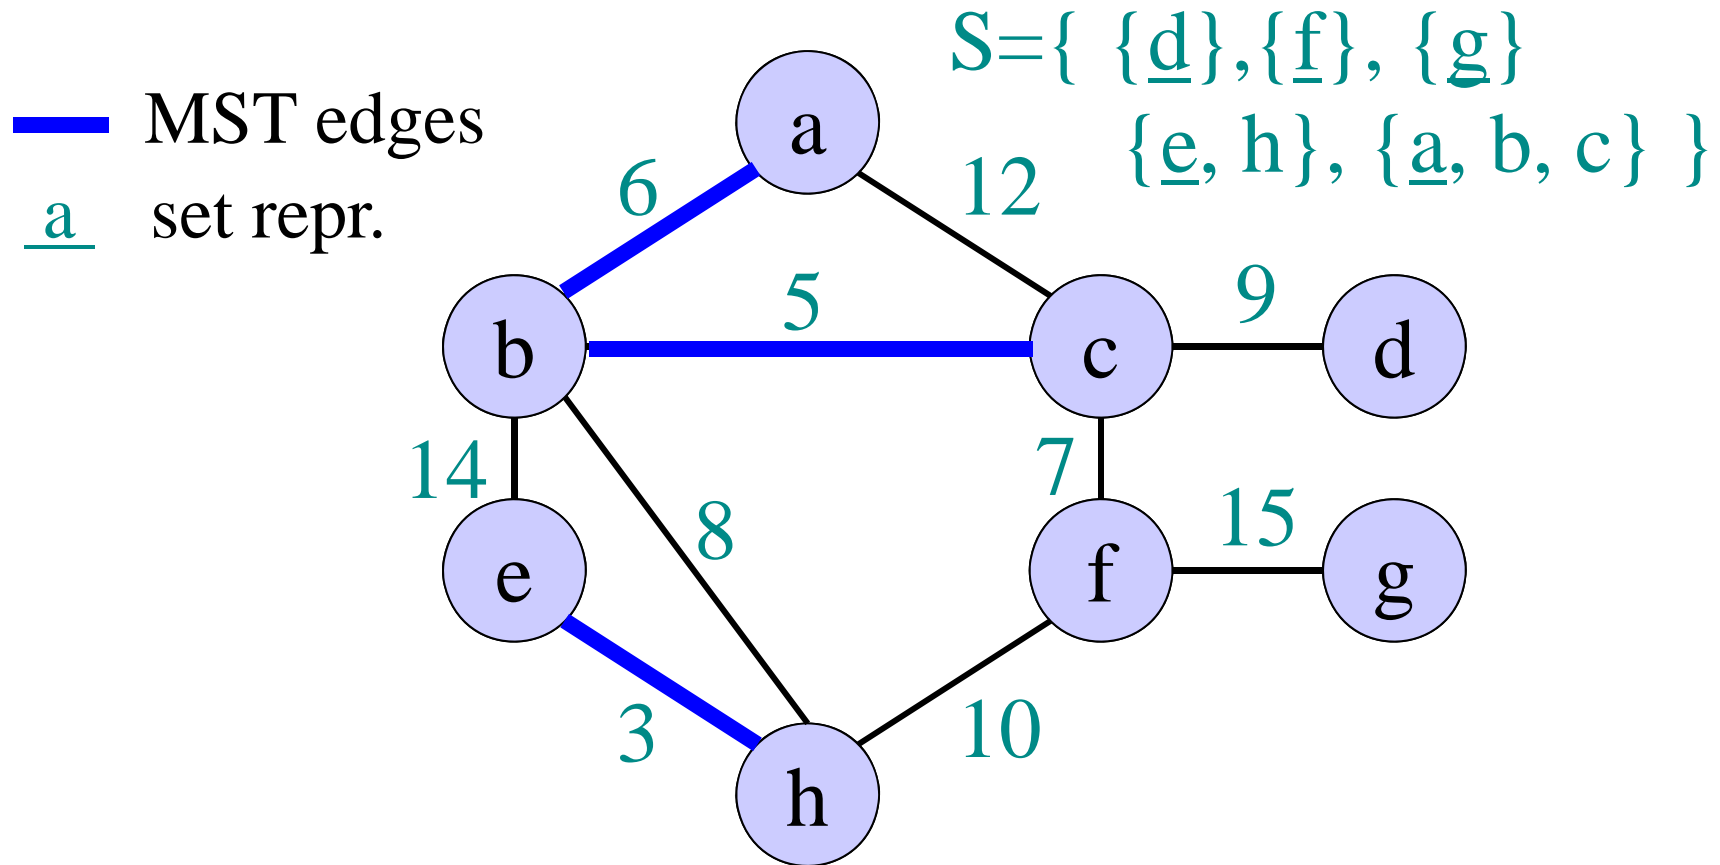 S={ {d},{f}, {g}
{e, h}, {a, b, c} }
MST edges
a set repr.
a
6
12
5
9
b
c
d
14
8
7
15
e
f
g
3
10
h